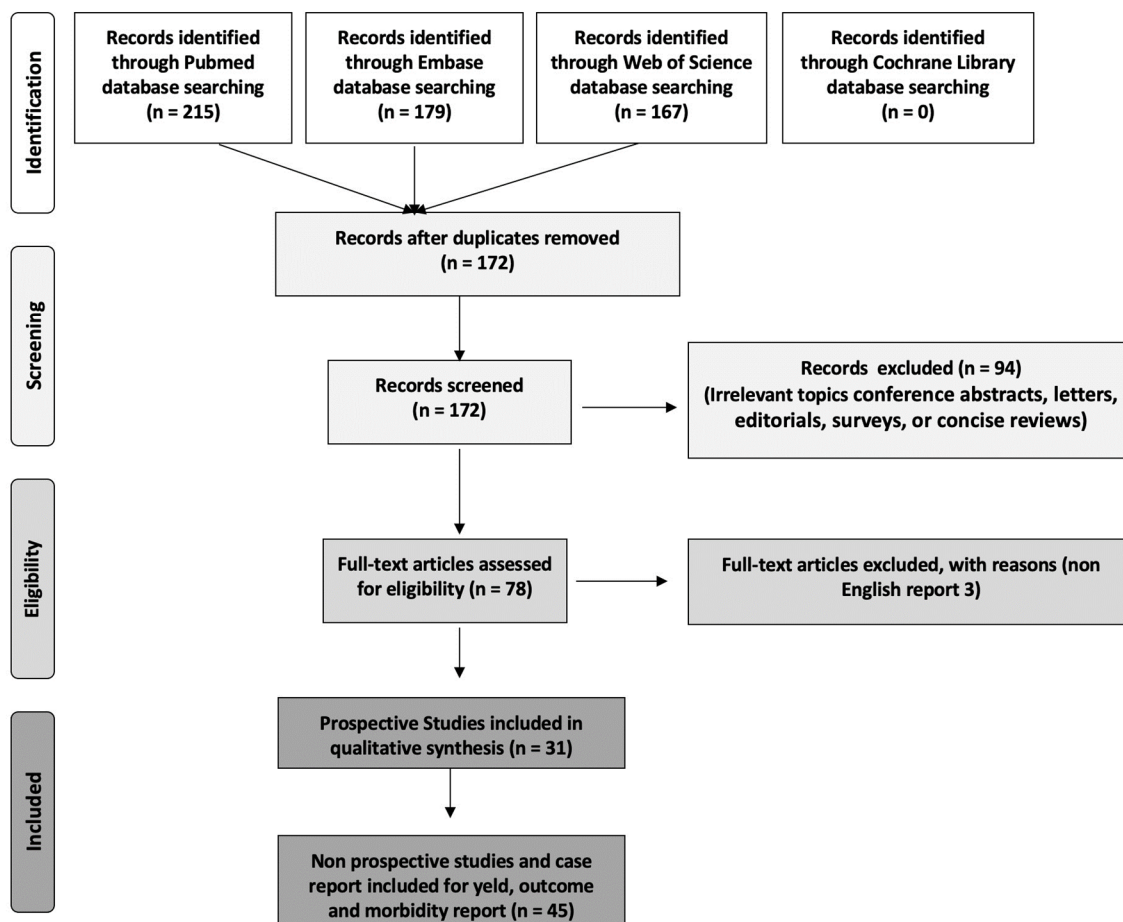 Identification
Records identified
through Pubmed
database searching
(n = 215)
Records identified
through Embase
database searching
(n = 179)
Records identified
through Web of Science
database searching
(n = 167)
Records identified
through Cochrane Library
database searching
(n = 0)
Records after duplicates removed
(n = 172)
Screening
Records screened
(n = 172)
Records excluded (n = 94)
(Irrelevant topics conference abstracts, letters,
editorials, surveys, or concise reviews)
Eligibility
Full-text articles assessed
for eligibility (n = 78)
Full-text articles excluded, with reasons (non
English report 3)
Included
Prospective Studies included in
qualitative synthesis (n = 31)
Non prospective studies and case
report included for yeld, outcome
and morbidity report (n = 45)